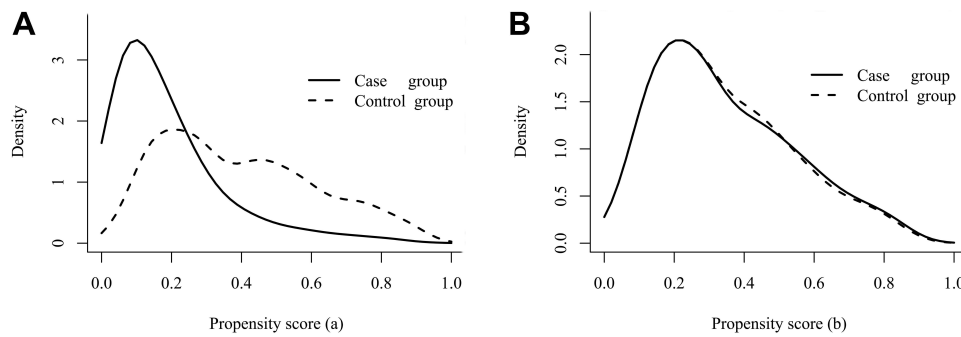 A
Density
0
1
2
3
Case group
Control group
0.0 0.2 0.4 0.6 0.8 1.0
Propensity score (a)
B
Density
0.0
0.5
1.0
1.5
2.0
Case group
Control group
0.0 0.2 0.4 0.6 0.8 1.0
Propensity score (b)